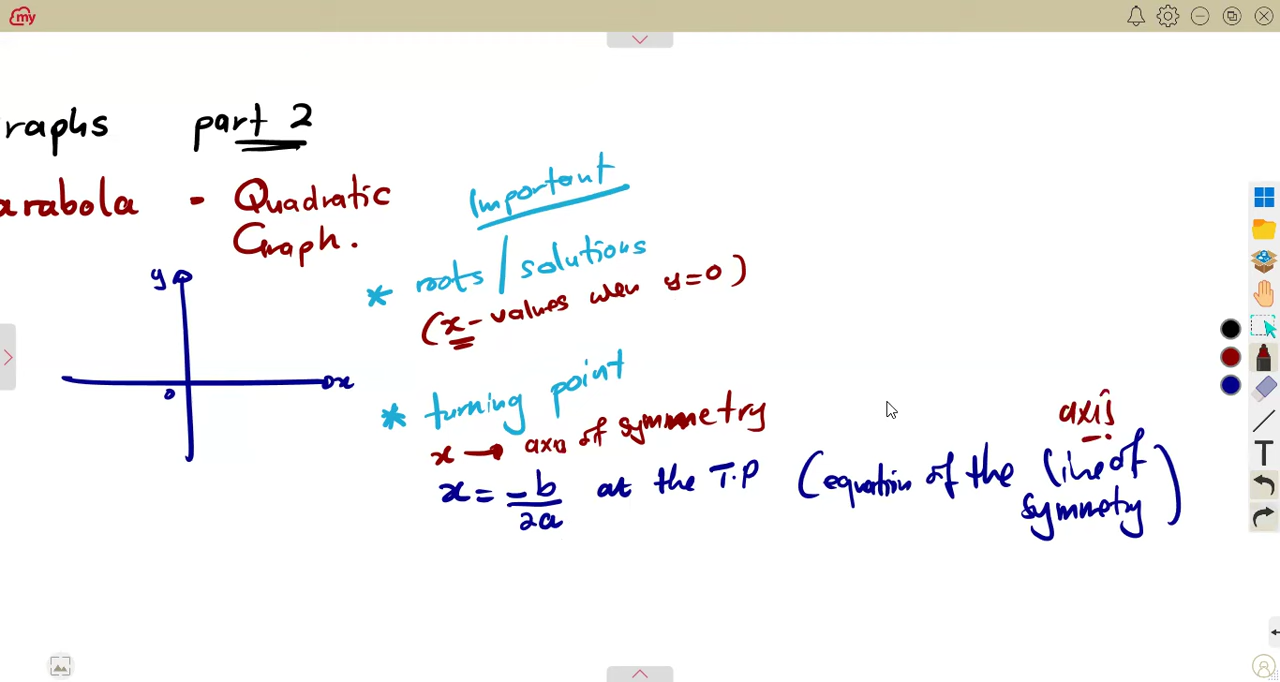 my
raphs part 2
arabola - Quadratic
Graph.
Important
* roots / solutions
(x - values when y=0)
y
x
0
* turning point
x → axis of symmetry
axis
x = -b/2a at the T.P (equation of the line of
symmetry)
T